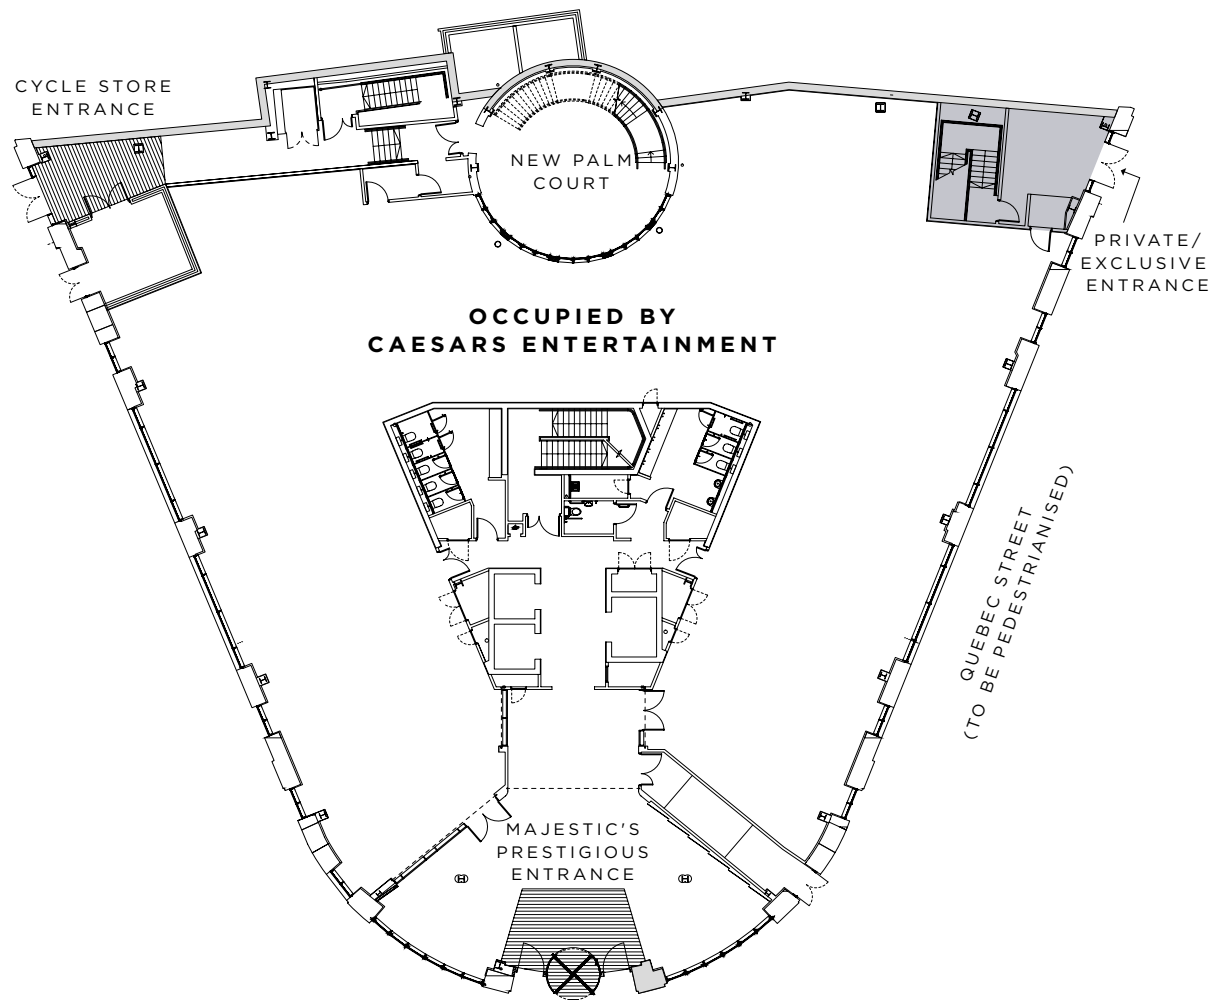 CYCLE STORE
ENTRANCE
NEW PALM
COURT
PRIVATE/
EXCLUSIVE
ENTRANCE
OCCUPIED BY
CAESARS ENTERTAINMENT
QUEBEC STREET
(TO BE PEDESTRIANISED)
MAJESTIC'S
PRESTIGIOUS
ENTRANCE